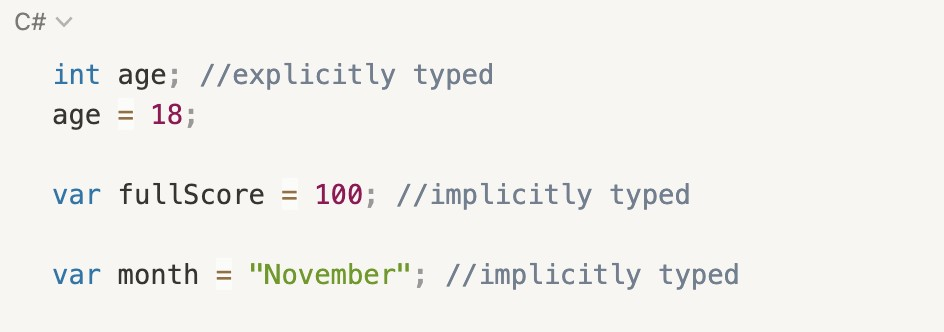 C#
int age; //explicitly typed
age = 18;
var fullScore = 100; //implicitly typed
var month = "November"; //implicitly typed